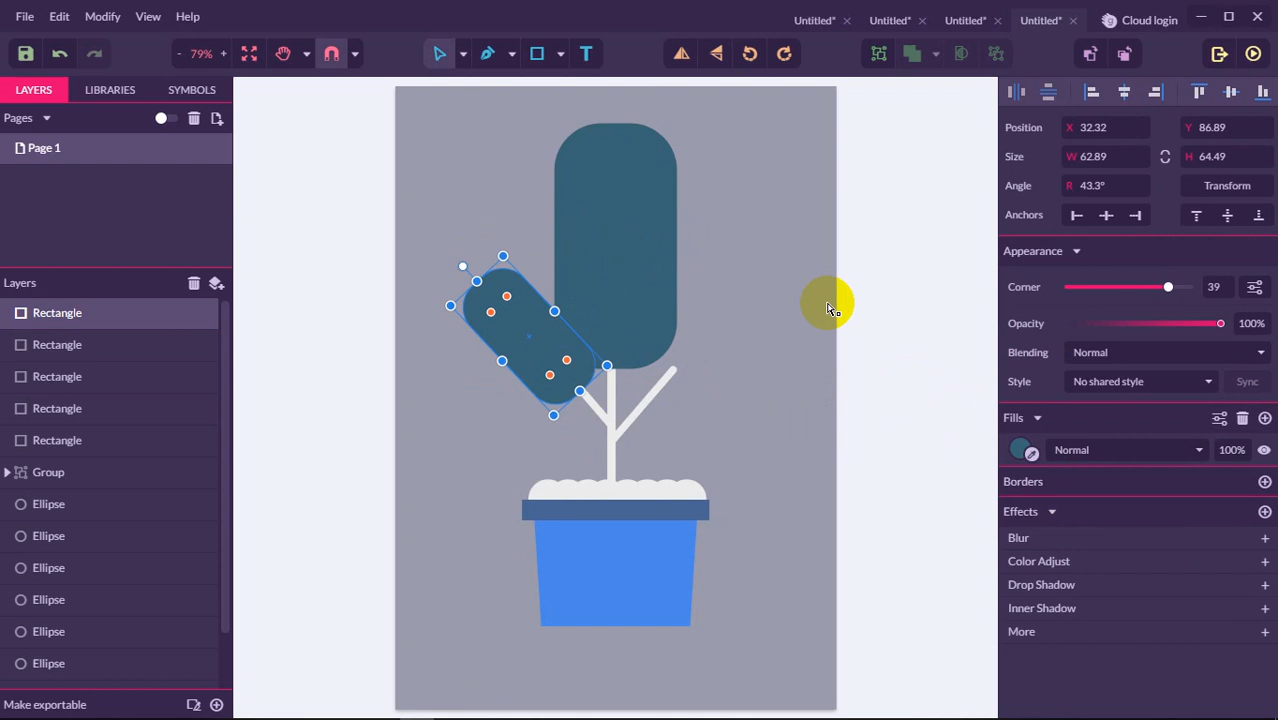 File Edit Modify View Help
Untitled* Untitled* Untitled* Untitled* Cloud login
- 79% +
T
LAYERS LIBRARIES SYMBOLS
Pages
Page 1
Layers
Rectangle
Rectangle
Rectangle
Rectangle
Rectangle
Group
Ellipse
Ellipse
Ellipse
Ellipse
Ellipse
Ellipse
Make exportable
Position X 32.32 Y 86.89
Size W 62.89 H 64.49
Angle R 43.3° Transform
Anchors
Appearance
Corner 39
Opacity 100%
Blending Normal
Style No shared style Sync
Fills
Normal 100%
Borders
Effects
Blur
Color Adjust
Drop Shadow
Inner Shadow
More